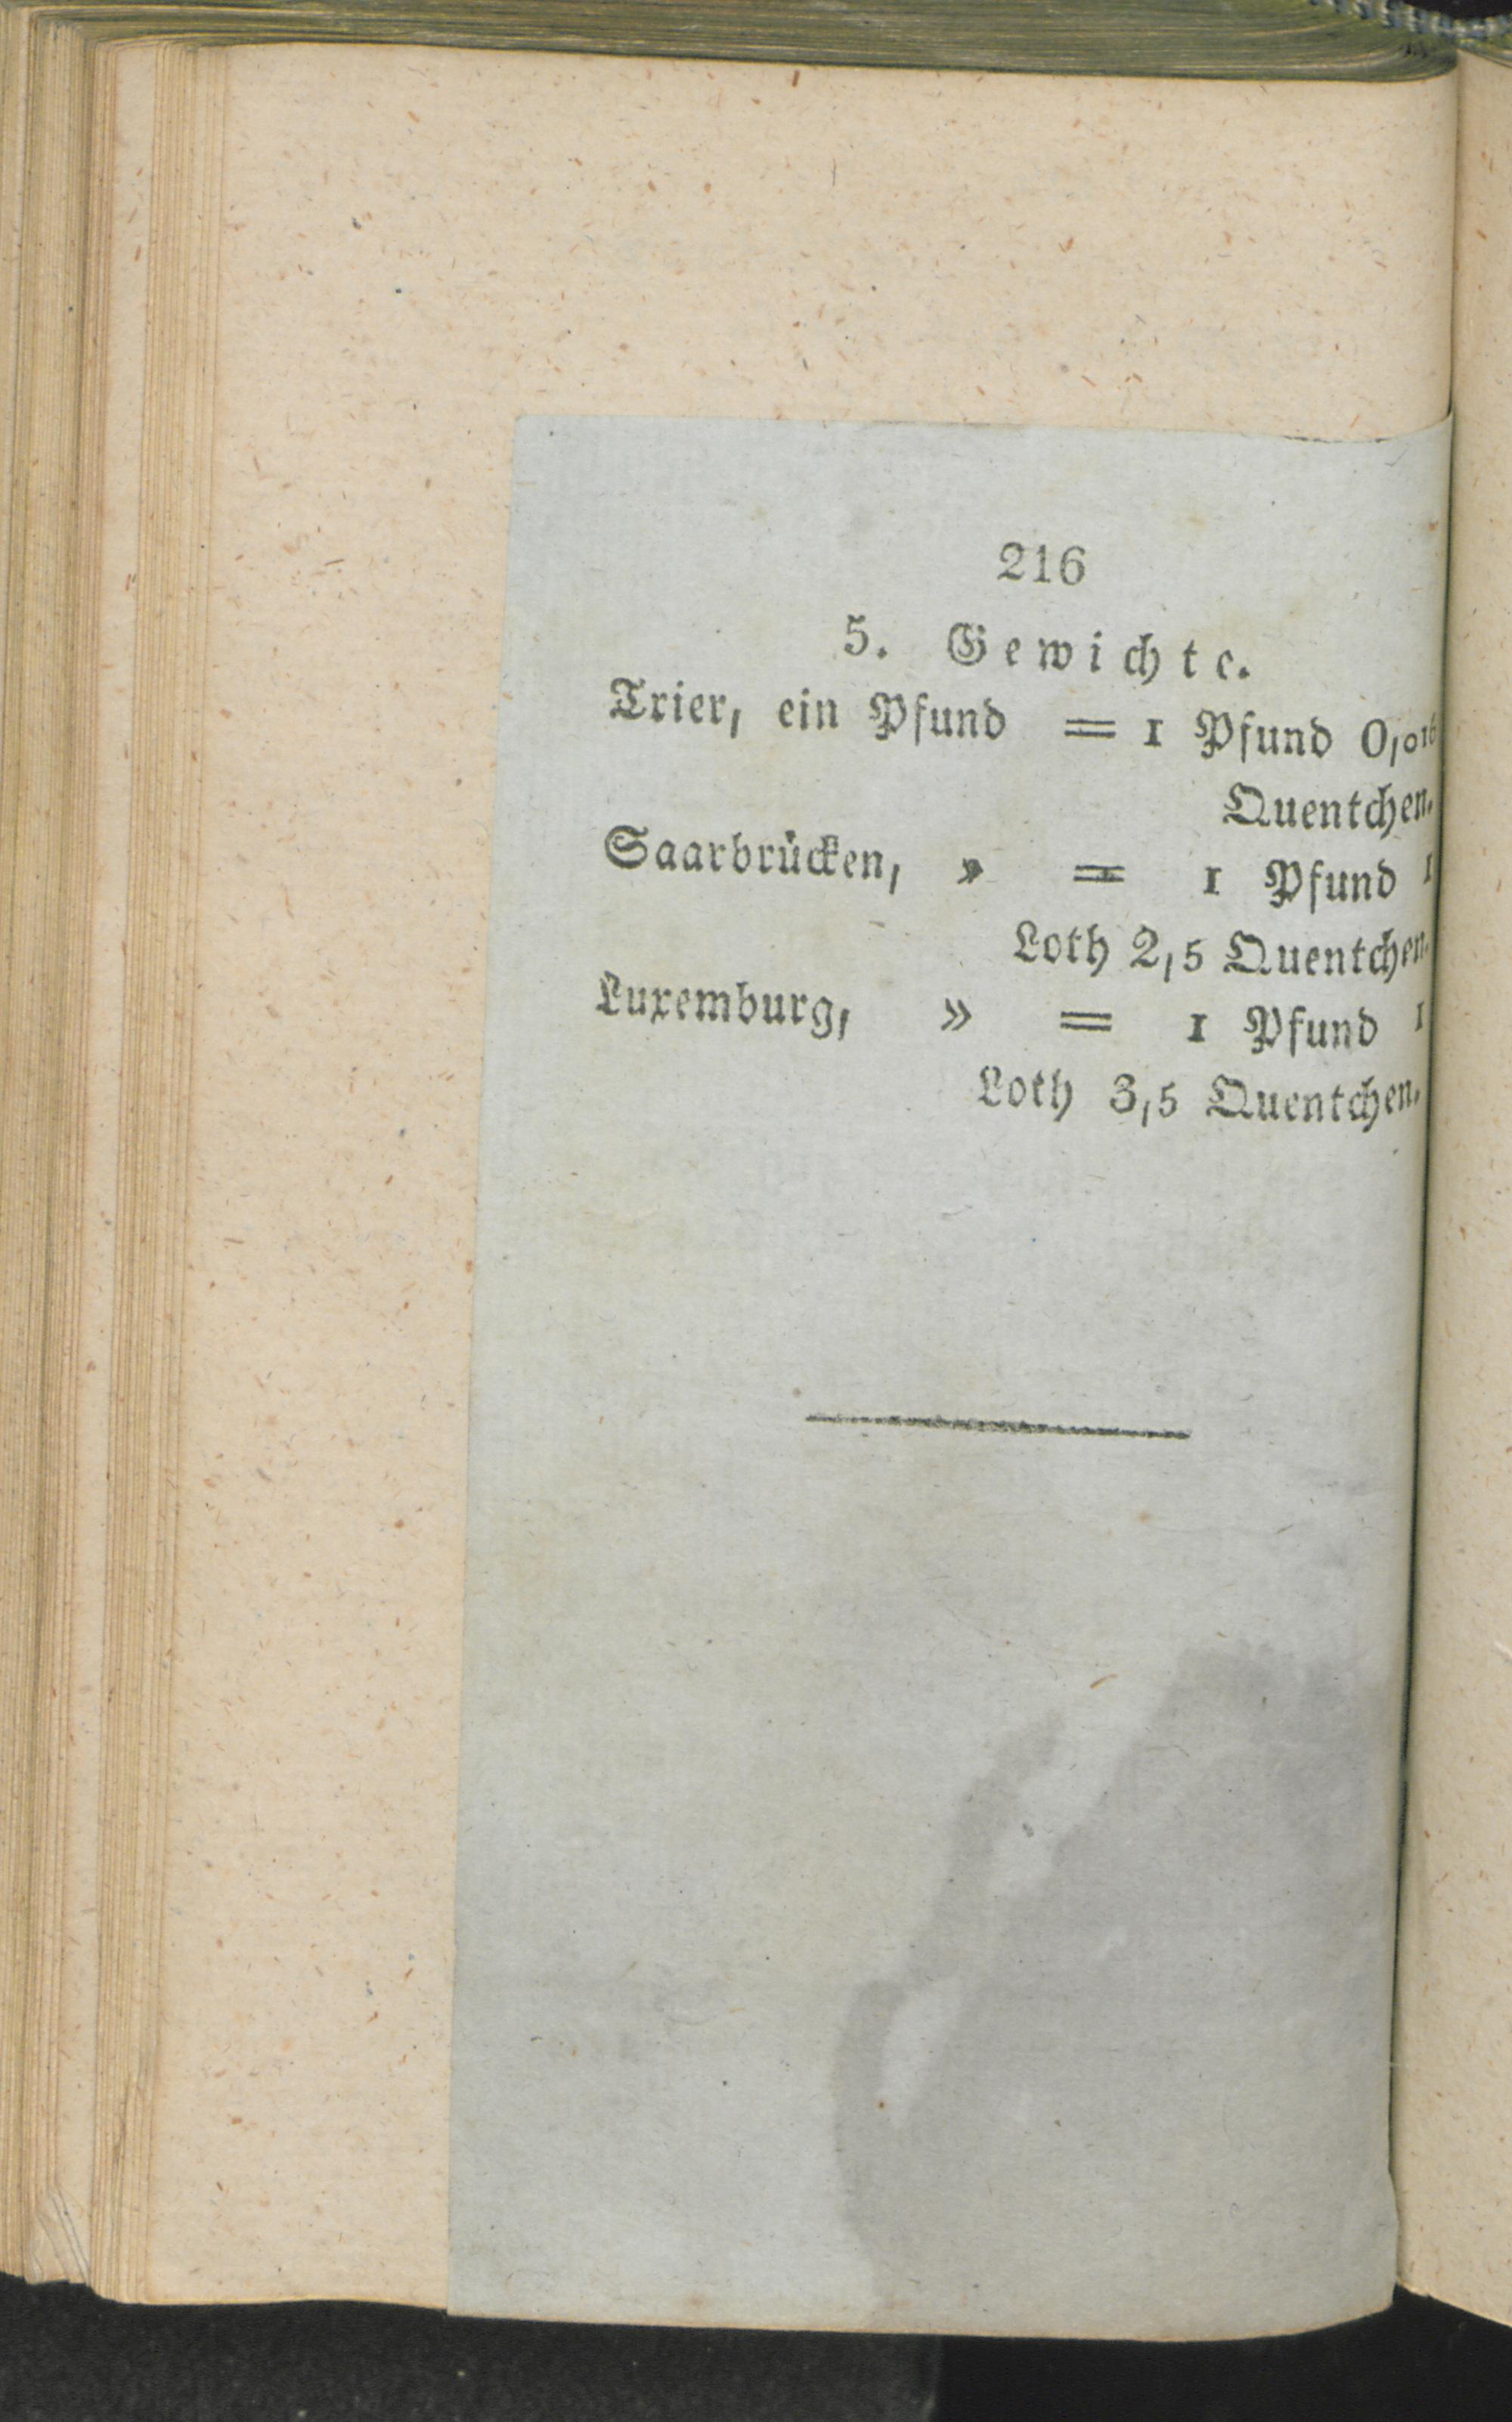 216
5. Gewichte.
Trier, ein Pfund = 1 Pfund 0,016
Quentchen.
Saarbrücken, » = 1 Pfund 1
Loth 2,5 Quentchen.
Luxemburg, » = 1 Pfund 1
Loth 3,5 Quentchen.